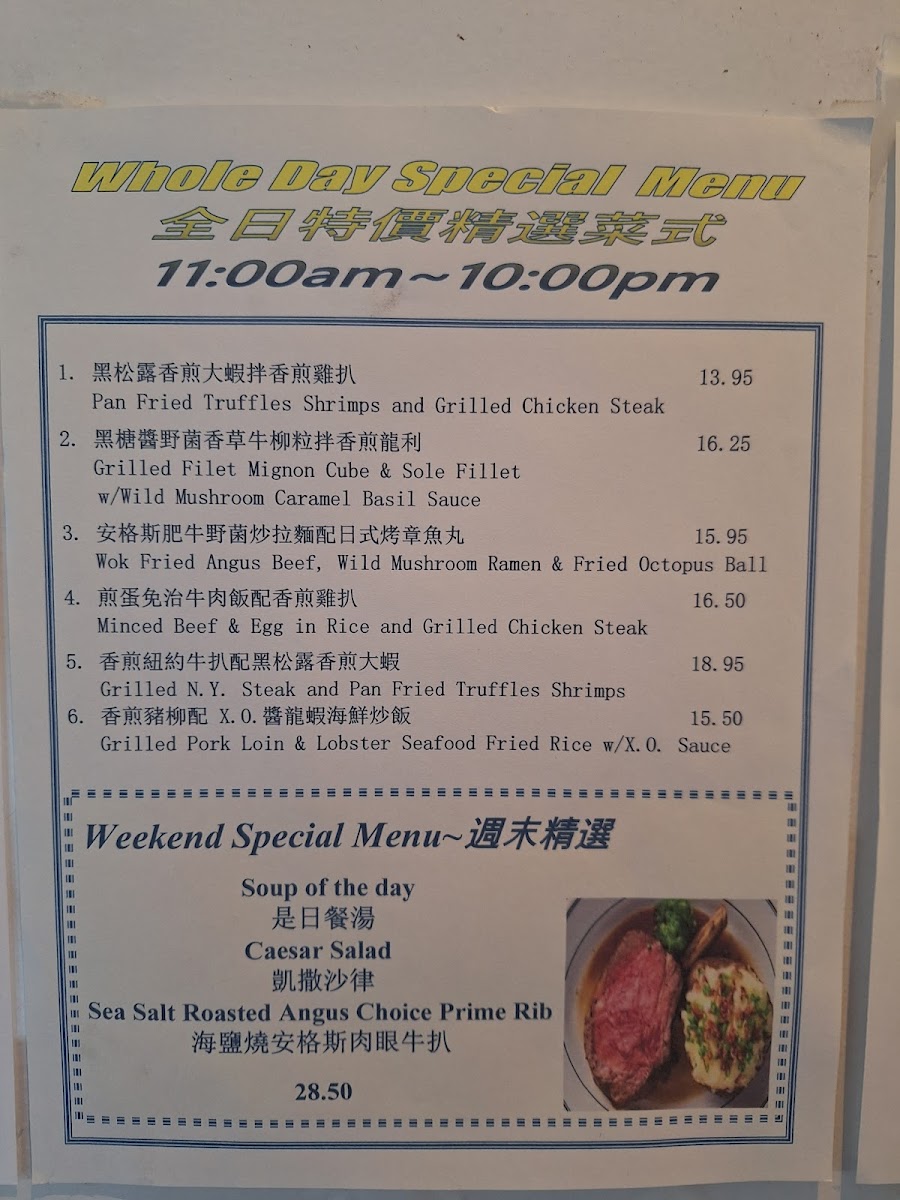 Whole Day Special Menu
全日特價精選菜式
11:00am~10:00pm
1. 黑松露香煎大蝦拌香煎雞扒 13.95
Pan Fried Truffles Shrimps and Grilled Chicken Steak
2. 黑榶醬野菌香草牛柳粒拌香煎龍利 16.25
Grilled Filet Mignon Cube & Sole Fillet
w/Wild Mushroom Caramel Basil Sauce
3. 安格斯肥牛野菌炒拉麵配日式烤章魚丸 15.95
Wok Fried Angus Beef, Wild Mushroom Ramen & Fried Octopus Ball
4. 煎蛋免治牛肉飯配香煎雞扒 16.50
Minced Beef & Egg in Rice and Grilled Chicken Steak
5. 香煎紐約牛扒配黑松露香煎大蝦 18.95
Grilled N.Y. Steak and Pan Fried Truffles Shrimps
6. 香煎豬柳配 X.O.醬龍蝦海鮮炒飯 15.50
Grilled Pork Loin & Lobster Seafood Fried Rice w/X.O. Sauce
Weekend Special Menu~週末精選
Soup of the day
是日餐湯
Caesar Salad
凱撒沙律
Sea Salt Roasted Angus Choice Prime Rib
海鹽燒安格斯肉眼牛扒
28.50